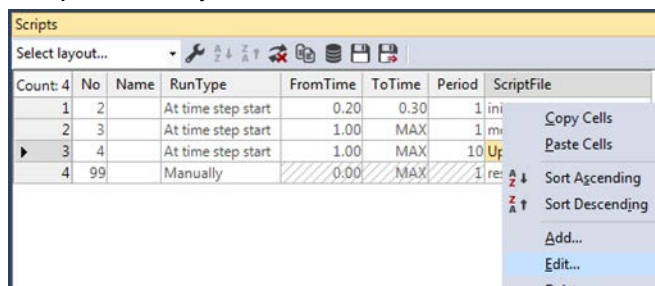 Scripts
Select layout...
Count: 4 No Name RunType FromTime ToTime Period ScriptFile
1 2 At time step start 0.20 0.30 1 ini
2 3 At time step start 1.00 MAX 1
3 4 At time step start 1.00 MAX 10 Up
4 99 Manually 0.00 MAX 1 res
Copy Cells
Paste Cells
Sort Ascending
Sort Descending
Add...
Edit...